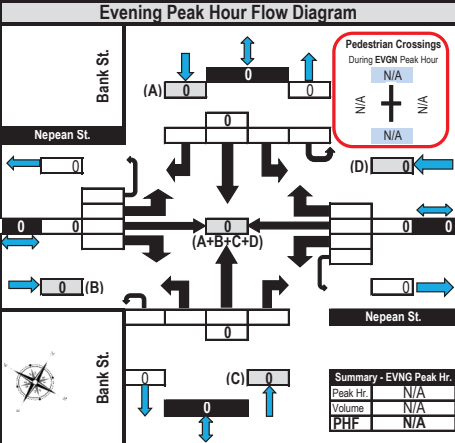 Evening Peak Hour Flow Diagram
Bank St.
Pedestrian Crossings
During EVGN Peak Hour
N/A
N/A
N/A
N/A
0
(A) 0
0
0
Nepean St.
0
(D) 0
0 0
0
(A+B+C+D)
0 0
0 (B)
0
0
Nepean St.
Bank St.
0
(C) 0
0
Summary - EVNG Peak Hr.
Peak Hr. N/A
Volume N/A
PHF N/A